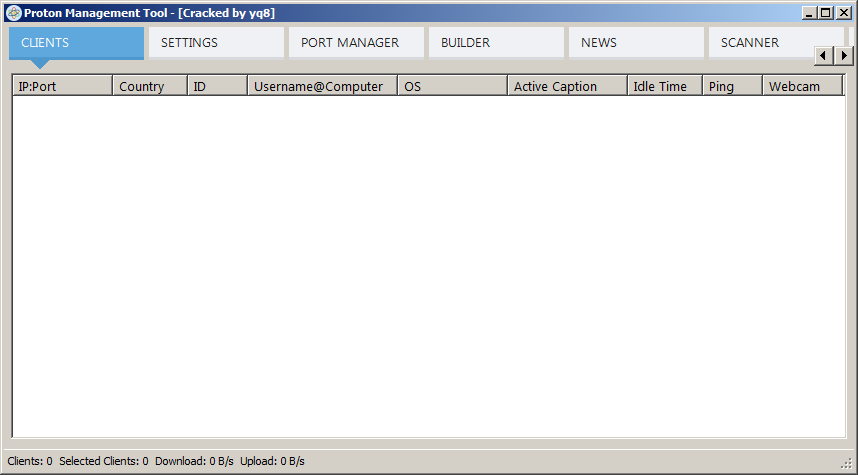 Proton Management Tool - [Cracked by yq8]
CLIENTS SETTINGS PORT MANAGER BUILDER NEWS SCANNER
IP:Port Country ID Username@Computer OS Active Caption Idle Time Ping Webcam
Clients: 0 Selected Clients: 0 Download: 0 B/s Upload: 0 B/s